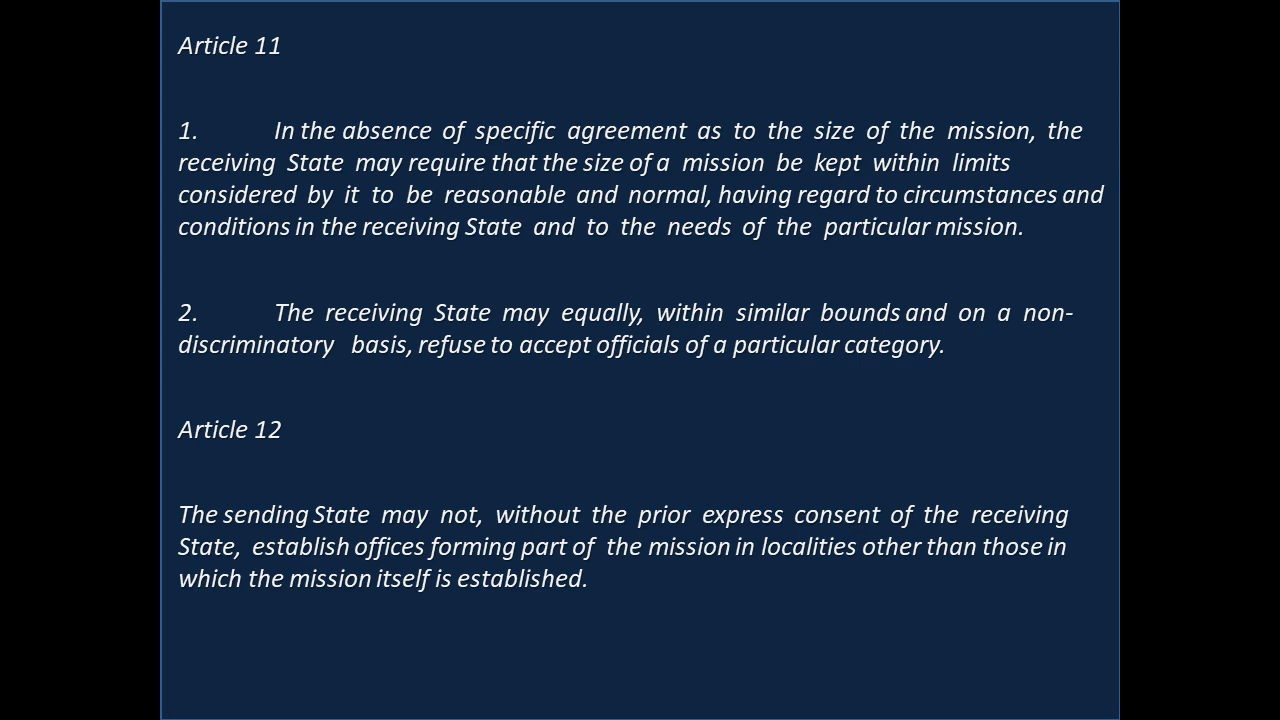 Article 11
1. In the absence of specific agreement as to the size of the mission, the
receiving State may require that the size of a mission be kept within limits
considered by it to be reasonable and normal, having regard to circumstances and
conditions in the receiving State and to the needs of the particular mission.
2. The receiving State may equally, within similar bounds and on a non-
discriminatory basis, refuse to accept officials of a particular category.
Article 12
The sending State may not, without the prior express consent of the receiving
State, establish offices forming part of the mission in localities other than those in
which the mission itself is established.